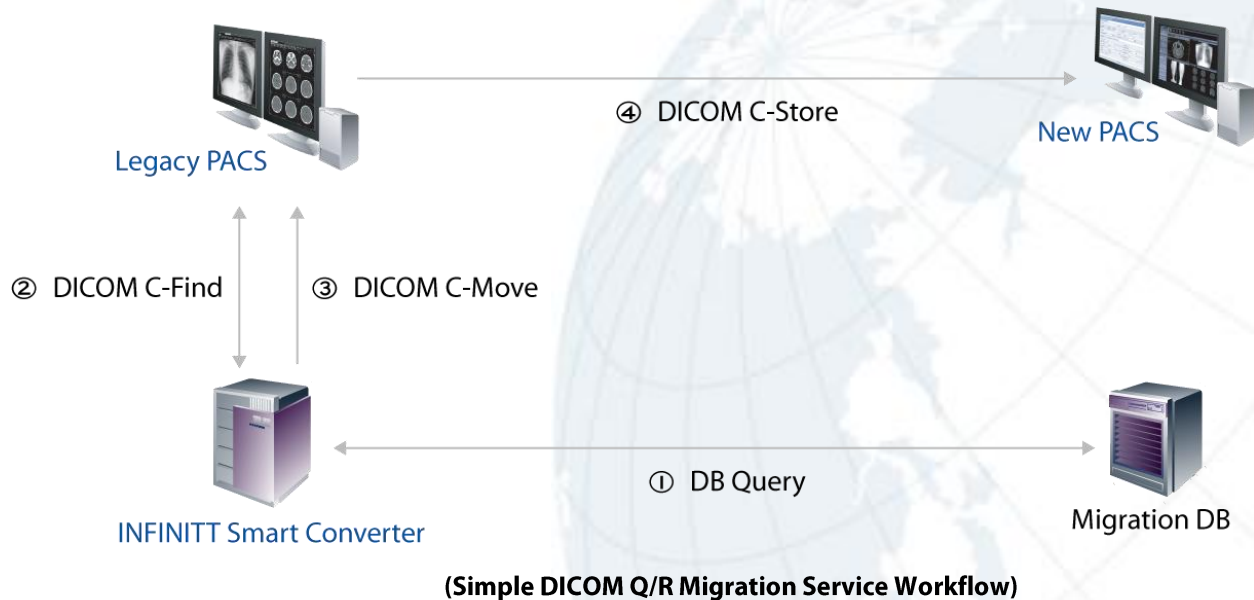 ④ DICOM C-Store
Legacy PACS
New PACS
② DICOM C-Find
③ DICOM C-Move
① DB Query
INFINITT Smart Converter
Migration DB
(Simple DICOM Q/R Migration Service Workflow)